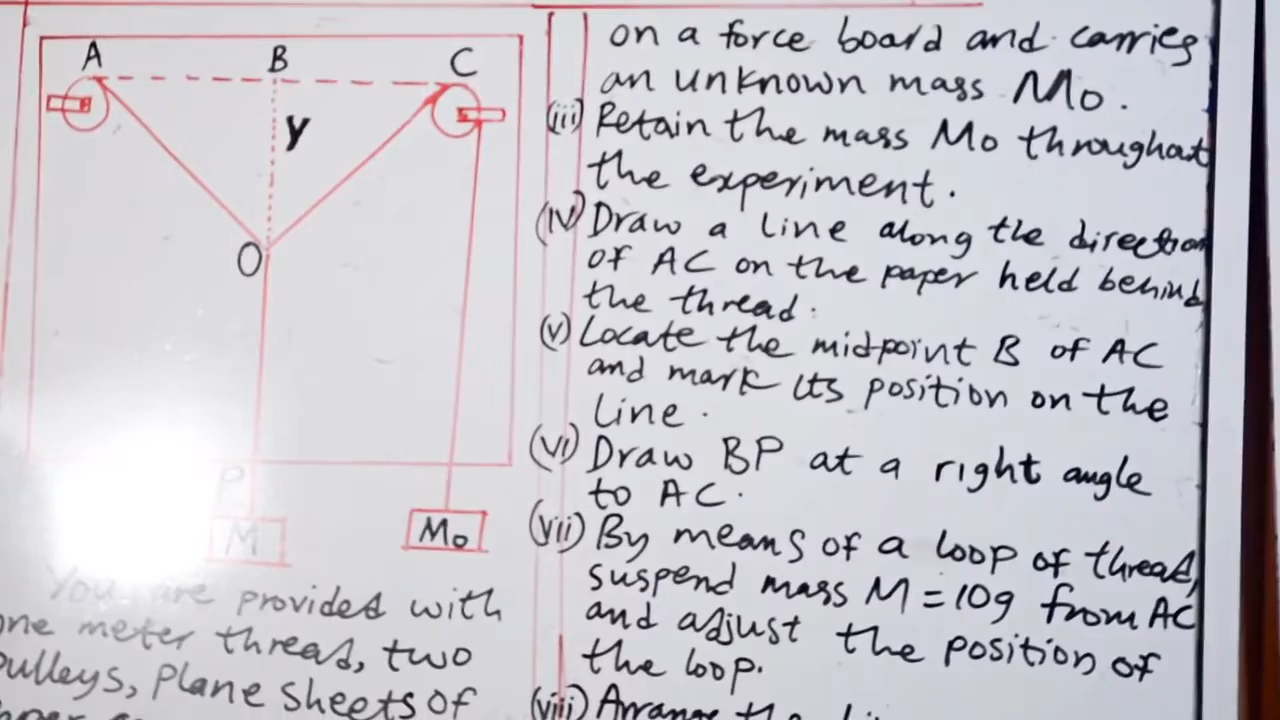 A
B
C
y
O
P
M
Mo
You are provided with
one meter thread, two
pulleys, plane sheets of
on a force board and carries
an unknown mass Mo.
(iii) Retain the mass Mo throughout
the experiment.
(iv) Draw a line along the direction
of AC on the paper held behind
the thread.
(v) Locate the midpoint B of AC
and mark its position on the
line.
(vi) Draw BP at a right angle
to AC.
(vii) By means of a loop of thread,
suspend mass M = 10g from AC
and adjust the position of
the loop.
(viii) Arrange the